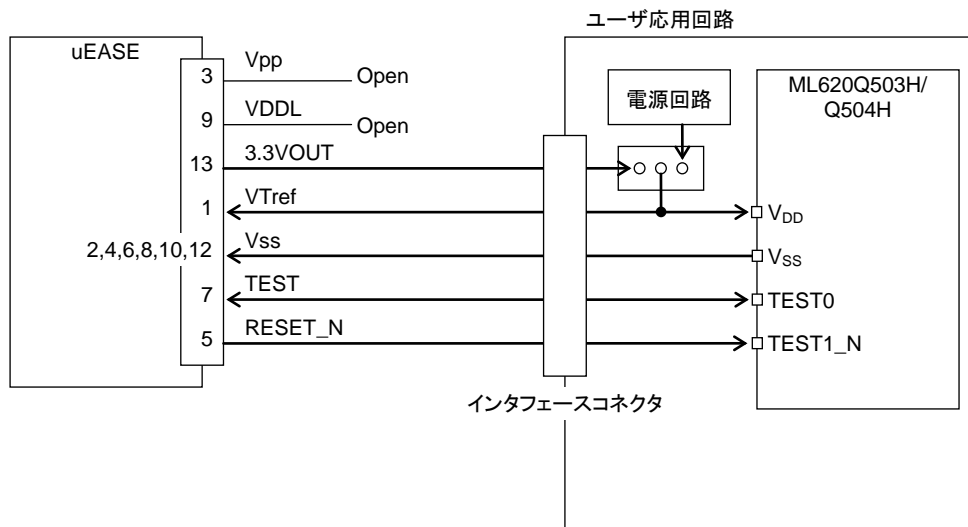 ユーザ応用回路
uEASE
3 Vpp Open
9 VDDL Open
13 3.3VOUT
1 VTref
2,4,6,8,10,12 Vss
7 TEST
5 RESET_N
電源回路
ML620Q503H/
Q504H
VDD
VSS
TEST0
TEST1_N
インタフェースコネクタ